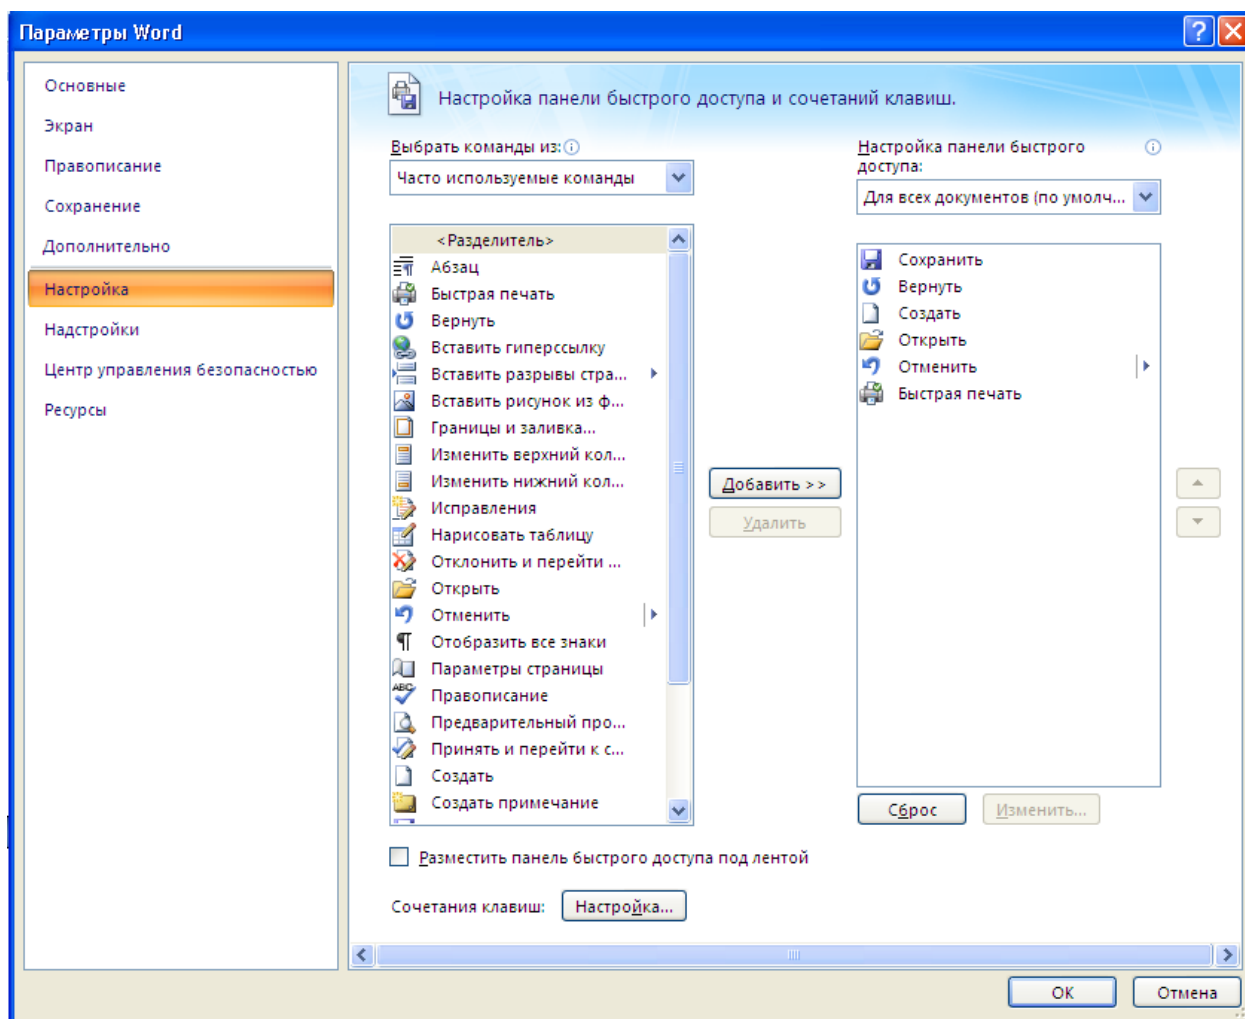 Параметры Word
Основные
Экран
Правописание
Сохранение
Дополнительно
Настройка
Надстройки
Центр управления безопасностью
Ресурсы
Настройка панели быстрого доступа и сочетаний клавиш.
Выбрать команды из:
Часто используемые команды
<Разделитель>
Абзац
Быстрая печать
Вернуть
Вставить гиперссылку
Вставить разрывы стра...
Вставить рисунок из ф...
Границы и заливка...
Изменить верхний кол...
Изменить нижний кол...
Исправления
Нарисовать таблицу
Отклонить и перейти ...
Открыть
Отменить
Отобразить все знаки
Параметры страницы
Правописание
Предварительный про...
Принять и перейти к с...
Создать
Создать примечание
Добавить >>
Удалить
Настройка панели быстрого
доступа:
Для всех документов (по умолч...
Сохранить
Вернуть
Создать
Открыть
Отменить
Быстрая печать
Сброс
Изменить...
Разместить панель быстрого доступа под лентой
Сочетания клавиш:
Настройка...
ОК
Отмена